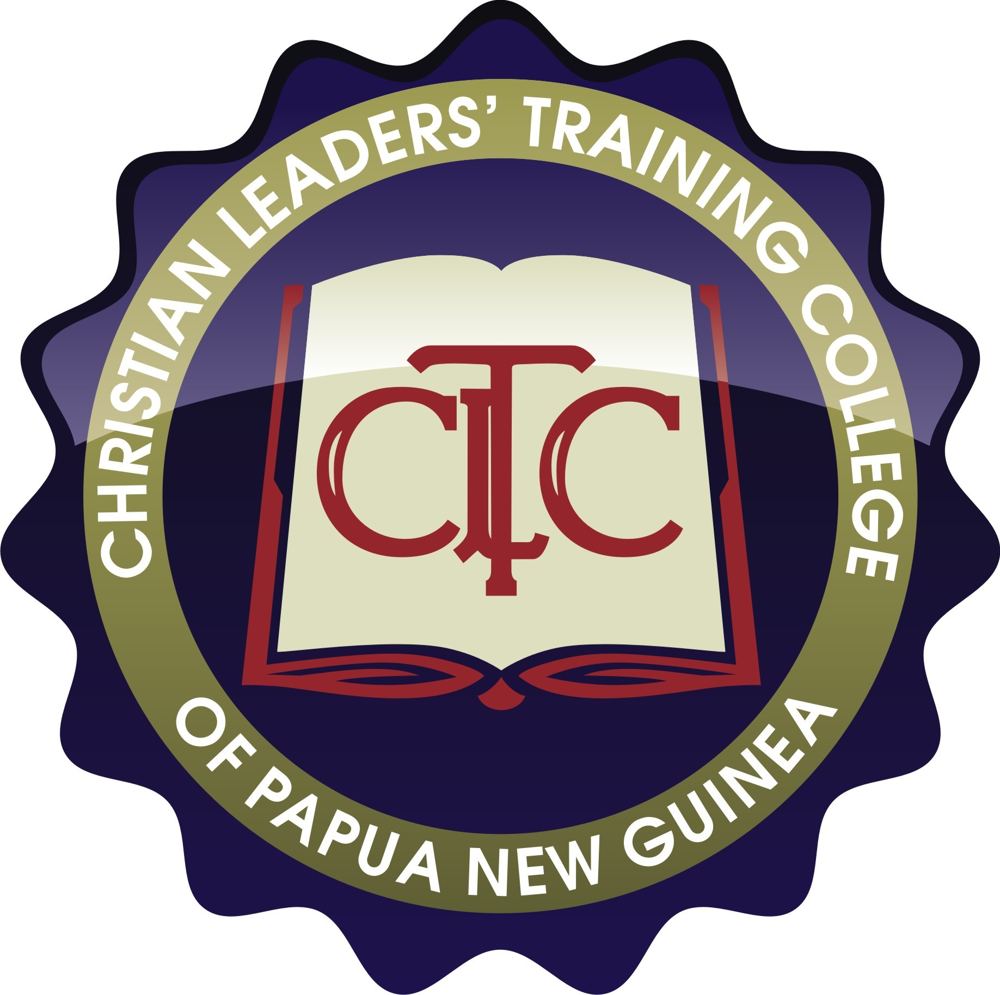 CHRISTIAN LEADERS’ TRAINING COLLEGE
CLTC
OF PAPUA NEW GUINEA